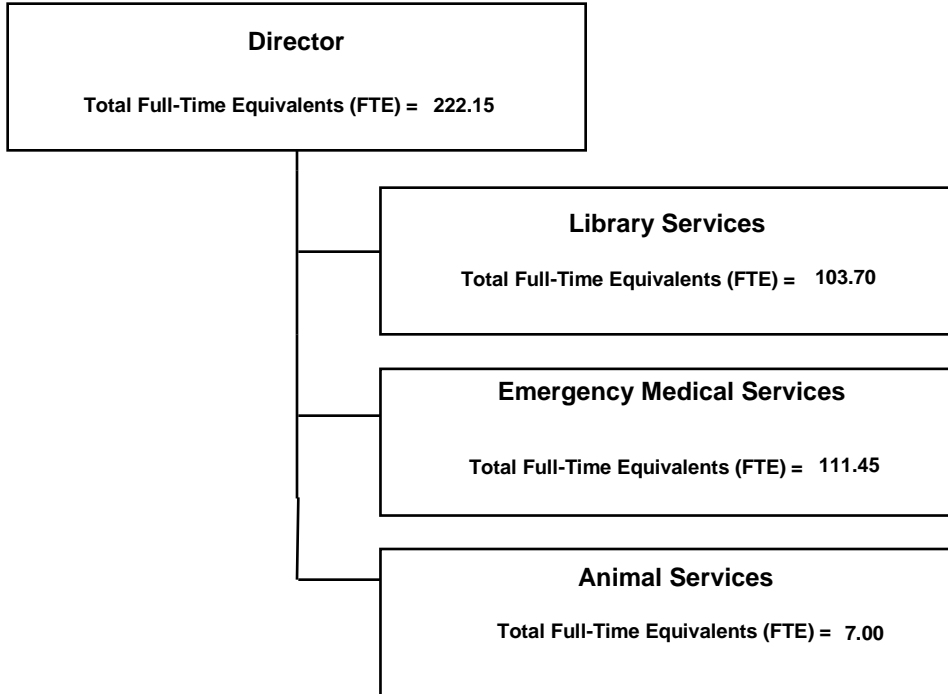 Director
Total Full-Time Equivalents (FTE) = 222.15
Library Services
Total Full-Time Equivalents (FTE) = 103.70
Emergency Medical Services
Total Full-Time Equivalents (FTE) = 111.45
Animal Services
Total Full-Time Equivalents (FTE) = 7.00